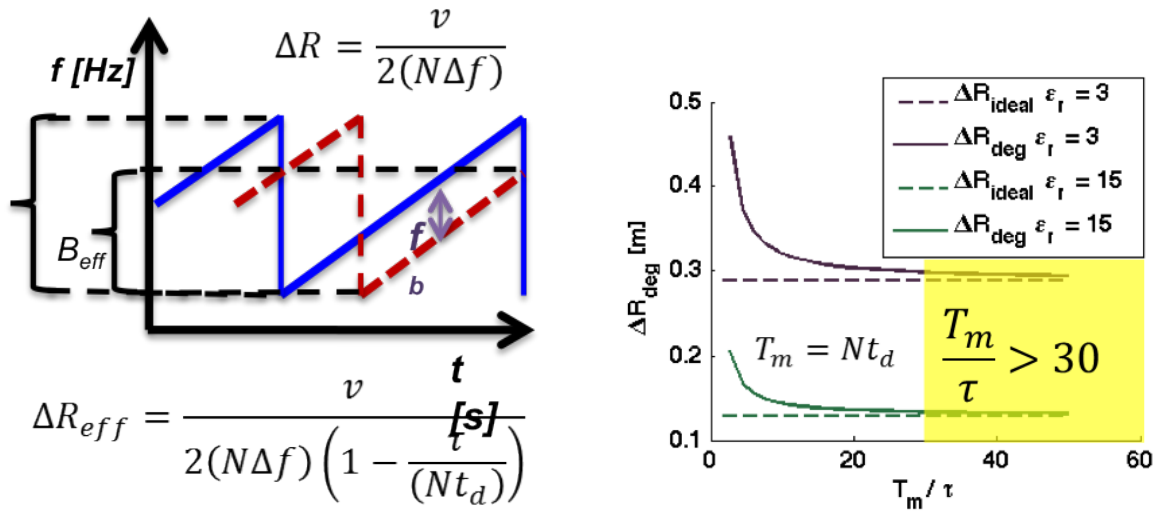 f [Hz]
ΔR = v / 2(NΔf)
B_eff
f
b
t
[s]
ΔR_eff = v / 2(NΔf)(1 − τ/(Nt_d))
ΔR_ideal ε_r = 3
ΔR_deg ε_r = 3
ΔR_ideal ε_r = 15
ΔR_deg ε_r = 15
0.5
0.4
0.3
0.2
0.1
ΔR_deg [m]
T_m = Nt_d
T_m/τ > 30
0 20 40 60
T_m / τ